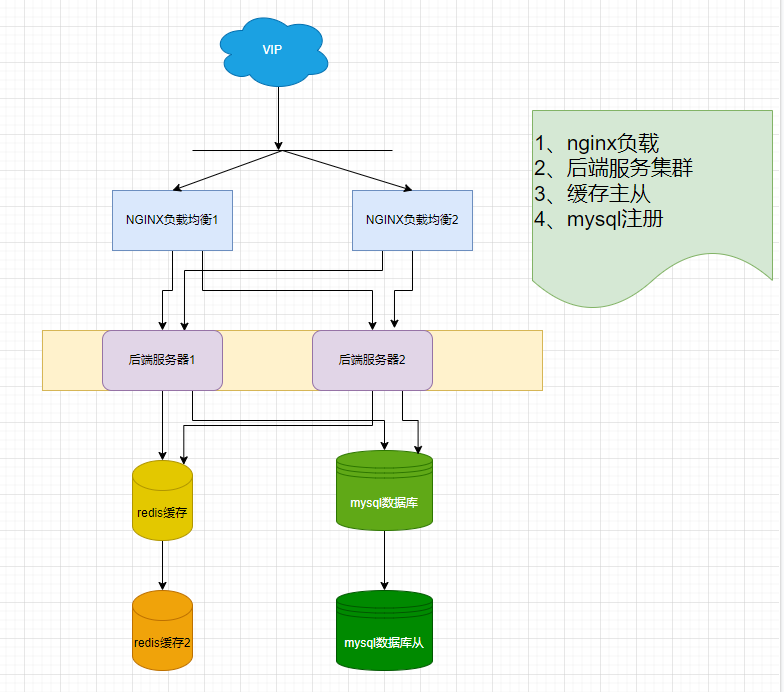 VIP
1、nginx负载
2、后端服务集群
3、缓存主从
4、mysql注册
NGINX负载均衡1
NGINX负载均衡2
后端服务器1
后端服务器2
redis缓存
mysql数据库
redis缓存2
mysql数据库从